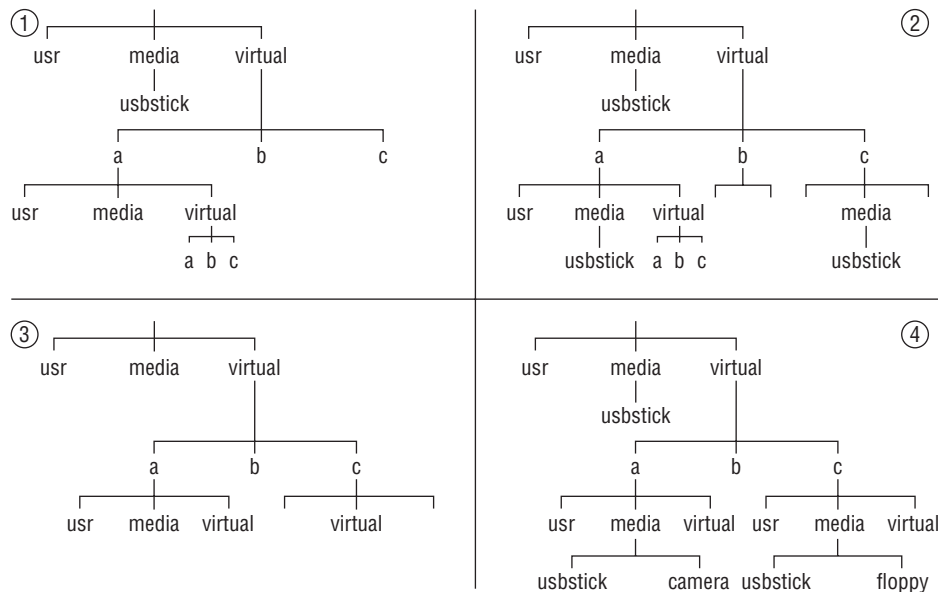 1
usr media virtual
usbstick
a b c
usr media virtual
a b c
2
usr media virtual
usbstick
a b c
usr media virtual media
usbstick a b c usbstick
3
usr media virtual
a b c
usr media virtual virtual
4
usr media virtual
usbstick
a b c
usr media virtual usr media virtual
usbstick camera usbstick floppy